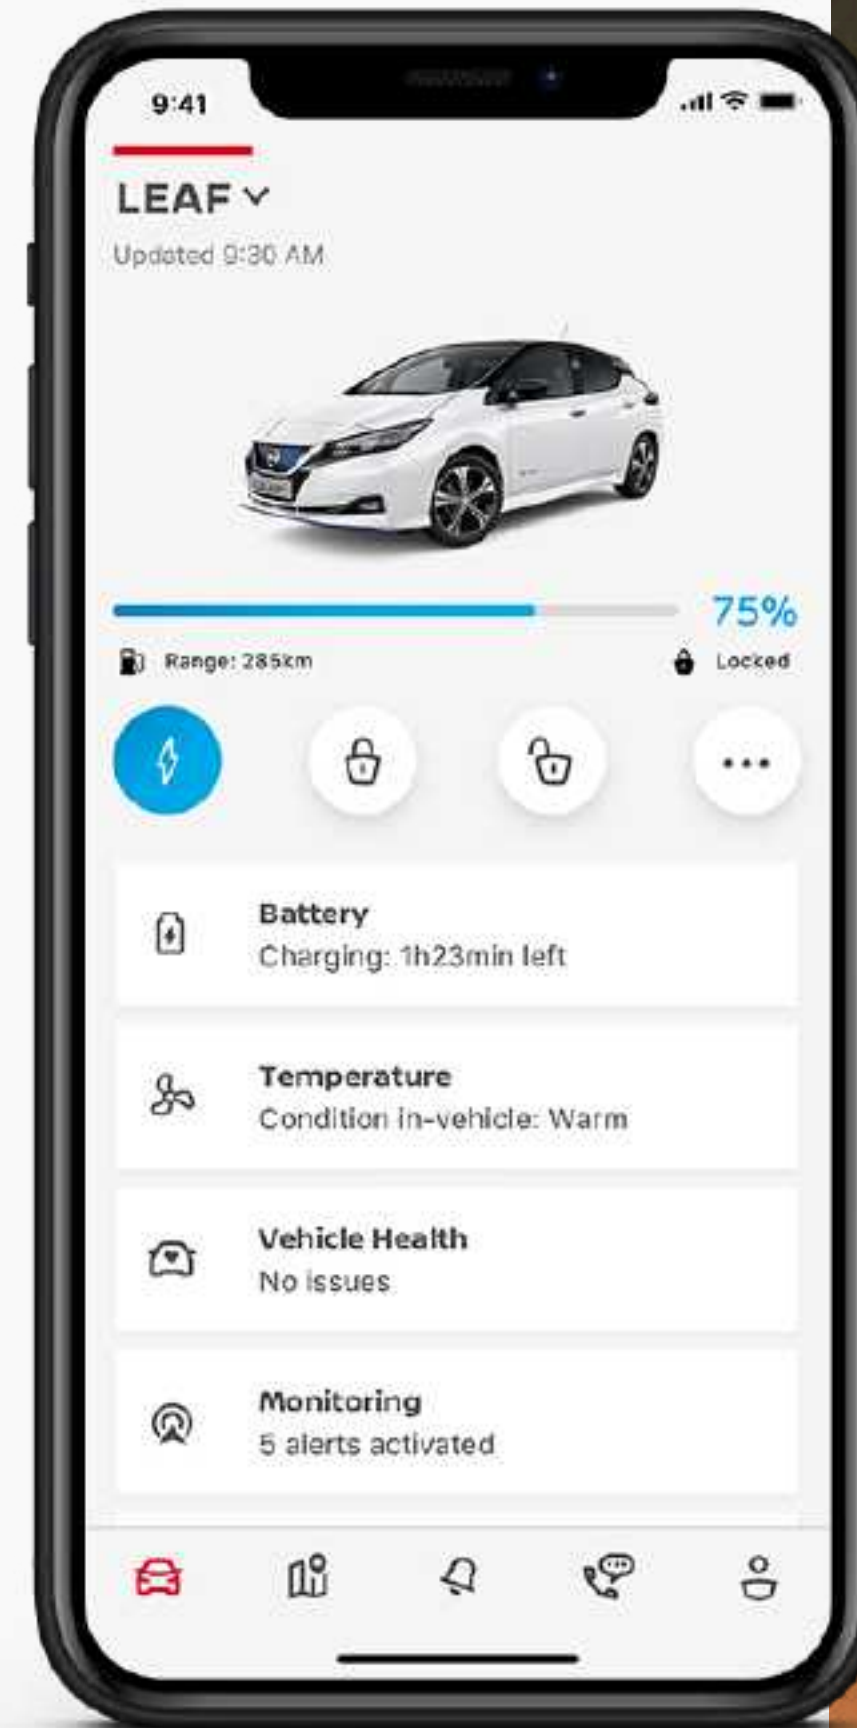 9:41
LEAF
Updated 9:30 AM
75%
Range: 285km
Locked
Battery
Charging: 1h23min left
Temperature
Condition in-vehicle: Warm
Vehicle Health
No issues
Monitoring
5 alerts activated